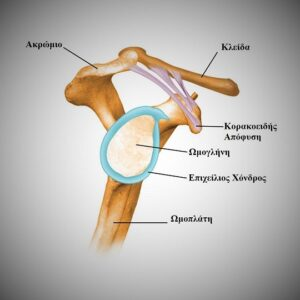 Ακρώμιο
Κλείδα
Κορακοειδής
Απόφυση
Ωμογλήνη
Επιχείλιος Χόνδρος
Ωμοπλάτη